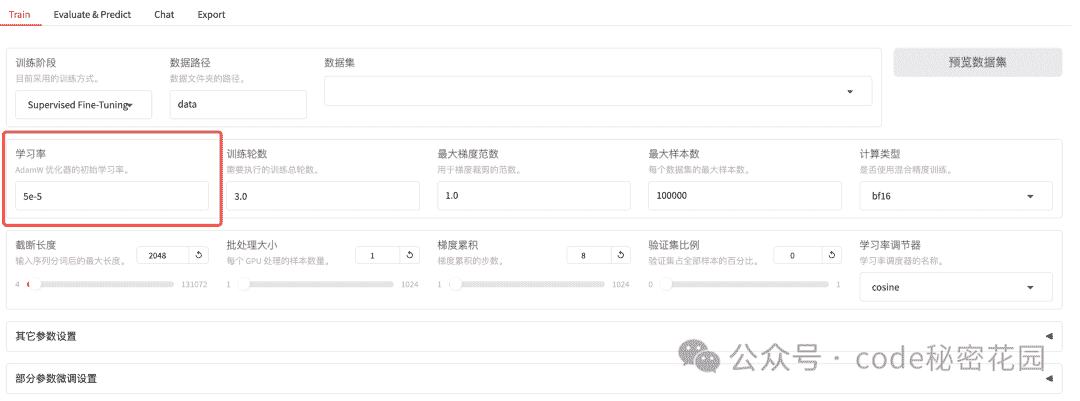 Train Evaluate & Predict Chat Export
训练阶段
目前采用的训练方式。
Supervised Fine-Tuning
数据路径
数据文件夹的路径。
data
数据集
预览数据集
学习率
AdamW 优化器的初始学习率。
5e-5
训练轮数
需要执行的训练总轮数。
3.0
最大梯度范数
用于梯度裁剪的范数。
1.0
最大样本数
每个数据集的最大样本数。
100000
计算类型
是否使用混合精度训练。
bf16
截断长度
输入序列分词后的最大长度。
2048
4 131072
批处理大小
每个 GPU 处理的样本数量。
1
1 1024
梯度累积
梯度累积的步数。
8
1 1024
验证集比例
验证集占全部样本的百分比。
0
0 1
学习率调节器
学习率调度器的名称。
cosine
其它参数设置
部分参数微调设置
公众号 · code秘密花园